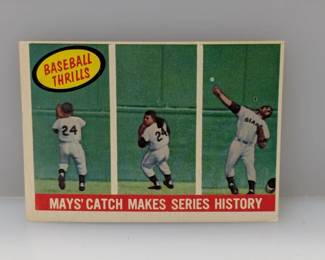 BASEBALL
THRILLS
24
24
MAYS' CATCH MAKES SERIES HISTORY